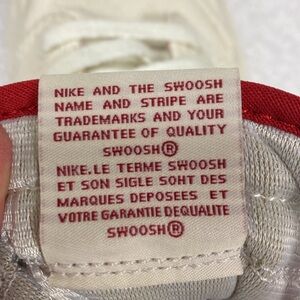 NIKE AND THE SWOOSH
NAME AND STRIPE ARE
TRADEMARKS AND YOUR
GUARANTEE OF QUALITY
SWOOSH®
NIKE.LE TERME SWOOSH
ET SON SIGLE SONT DES
MARQUES DEPOSEES ET
VOTRE GARANTIE DEQUALITE
SWOOSH®